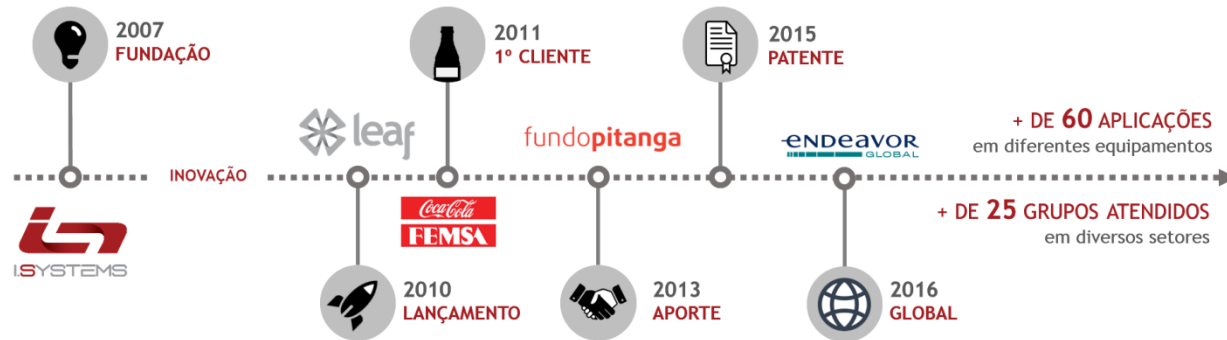 2007
FUNDAÇÃO
2011
1º CLIENTE
2015
PATENTE
leaf
fundopitanga
ENDEAVOR
GLOBAL
+ DE 60 APLICAÇÕES
em diferentes equipamentos
INOVAÇÃO
I.SYSTEMS
Coca-Cola
FEMSA
+ DE 25 GRUPOS ATENDIDOS
em diversos setores
2010
LANÇAMENTO
2013
APORTE
2016
GLOBAL